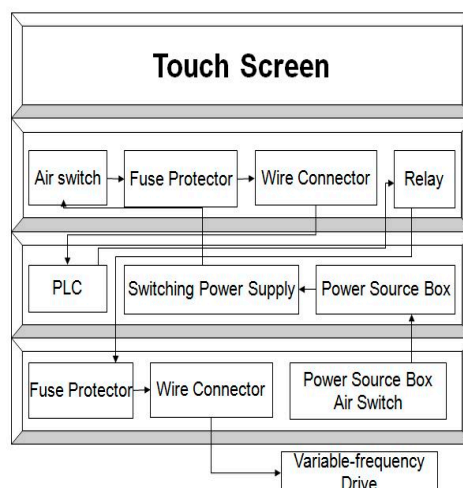 Touch Screen
Air switch
Fuse Protector
Wire Connector
Relay
PLC
Switching Power Supply
Power Source Box
Fuse Protector
Wire Connector
Power Source Box
Air Switch
Variable-frequency
Drive